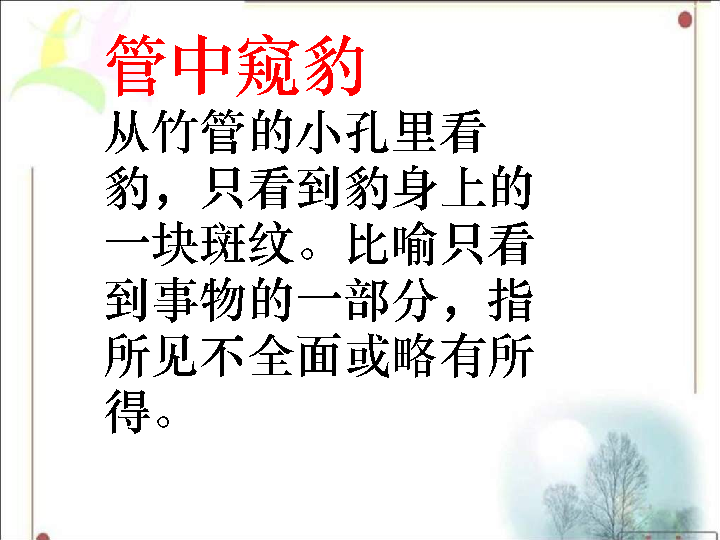 管中窥豹
从竹管的小孔里看
豹，只看到豹身上的
一块斑纹。比喻只看
到事物的一部分，指
所见不全面或略有所
得。